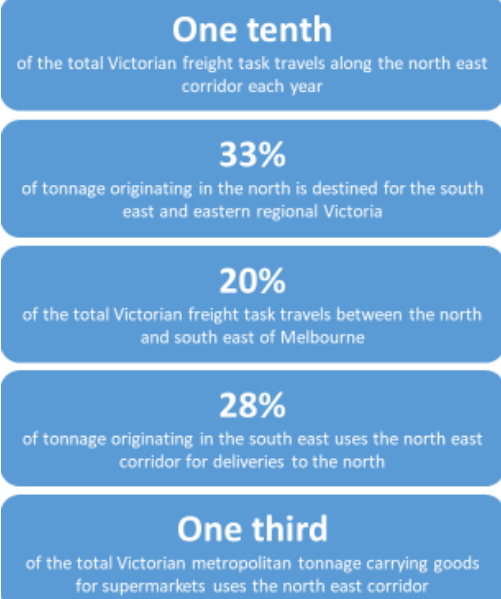 One tenth
of the total Victorian freight task travels along the north east
corridor each year
33%
of tonnage originating in the north is destined for the south
east and eastern regional Victoria
20%
of the total Victorian freight task travels between the north
and south east of Melbourne
28%
of tonnage originating in the south east uses the north east
corridor for deliveries to the north
One third
of the total Victorian metropolitan tonnage carrying goods
for supermarkets uses the north east corridor